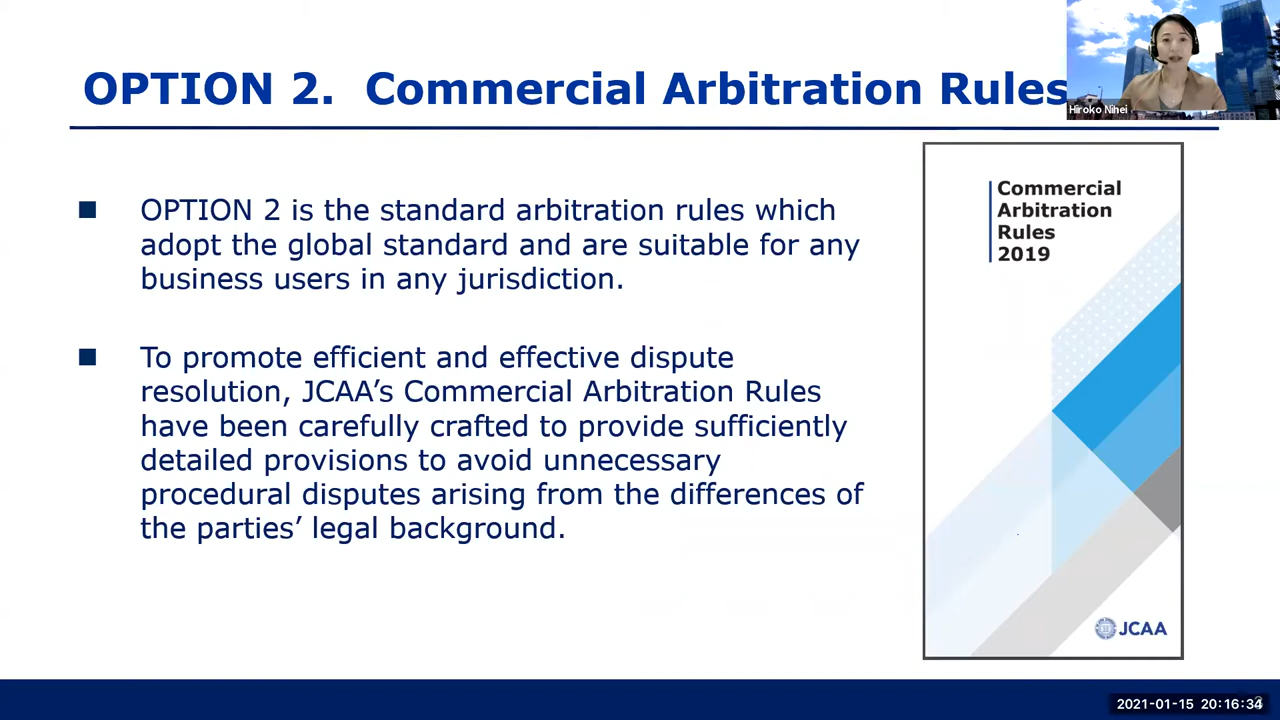 OPTION 2. Commercial Arbitration Rules
Hiroko Nihei
■ OPTION 2 is the standard arbitration rules which
adopt the global standard and are suitable for any
business users in any jurisdiction.
■ To promote efficient and effective dispute
resolution, JCAA’s Commercial Arbitration Rules
have been carefully crafted to provide sufficiently
detailed provisions to avoid unnecessary
procedural disputes arising from the differences of
the parties’ legal background.
Commercial
Arbitration
Rules
2019
JCAA
2021-01-15 20:16:34